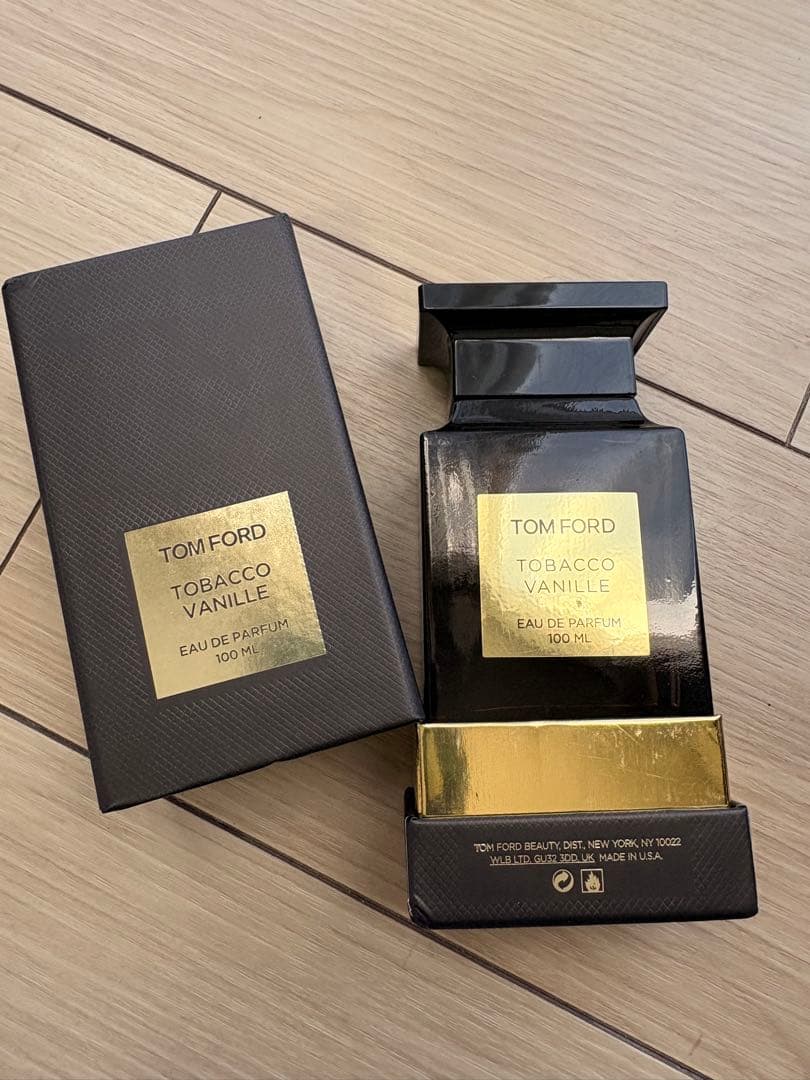 TOM FORD
TOBACCO
VANILLE
EAU DE PARFUM
100 ML
TOM FORD
TOBACCO
VANILLE
EAU DE PARFUM
100 ML
TOM FORD BEAUTY, DIST., NEW YORK, NY 10022
WLB LTD, GU32 3DD, UK MADE IN U.S.A.